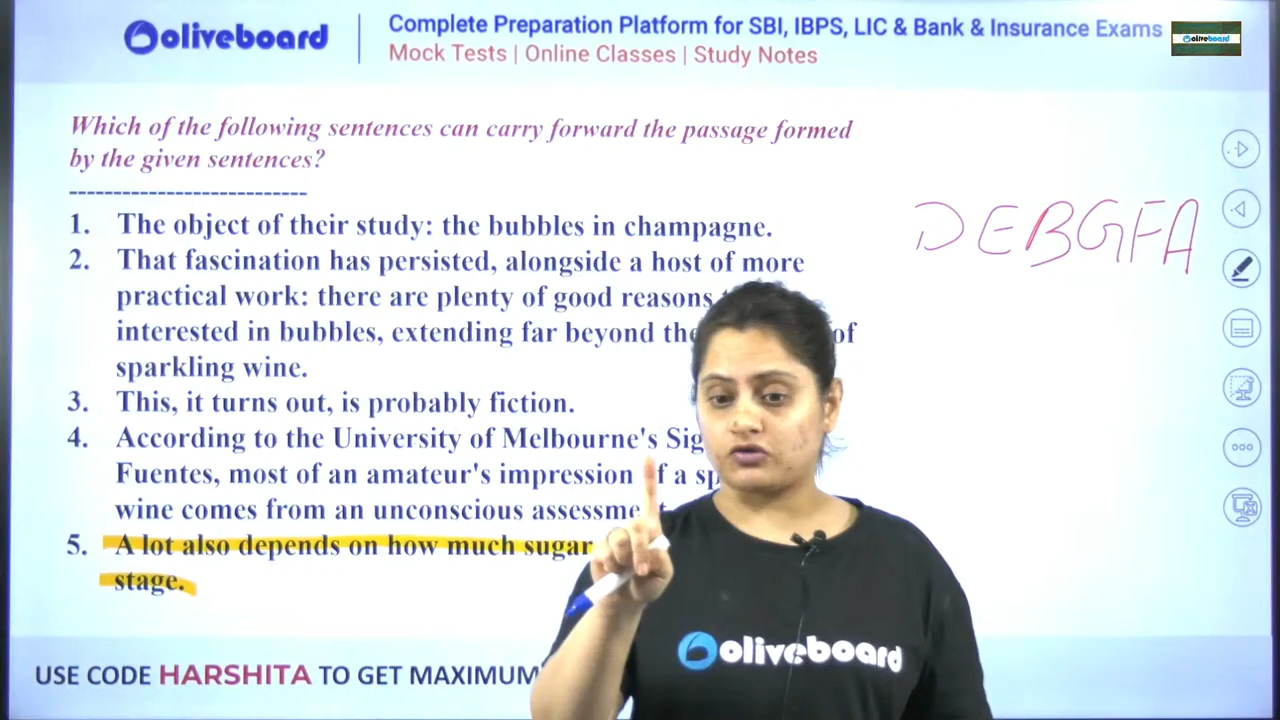 oliveboard
Complete Preparation Platform for SBI, IBPS, LIC & Bank & Insurance Exams
Mock Tests | Online Classes | Study Notes
oliveboard
Which of the following sentences can carry forward the passage formed
by the given sentences?
---------------------------
1. The object of their study: the bubbles in champagne.
DEBGFA
2. That fascination has persisted, alongside a host of more
practical work: there are plenty of good reasons
interested in bubbles, extending far beyond the of
sparkling wine.
3. This, it turns out, is probably fiction.
4. According to the University of Melbourne's
Fuentes, most of an amateur's impression of a
wine comes from an unconscious
5. A lot also depends on how much sugar
stage.
oliveboard
USE CODE HARSHITA TO GET MAXIMUM